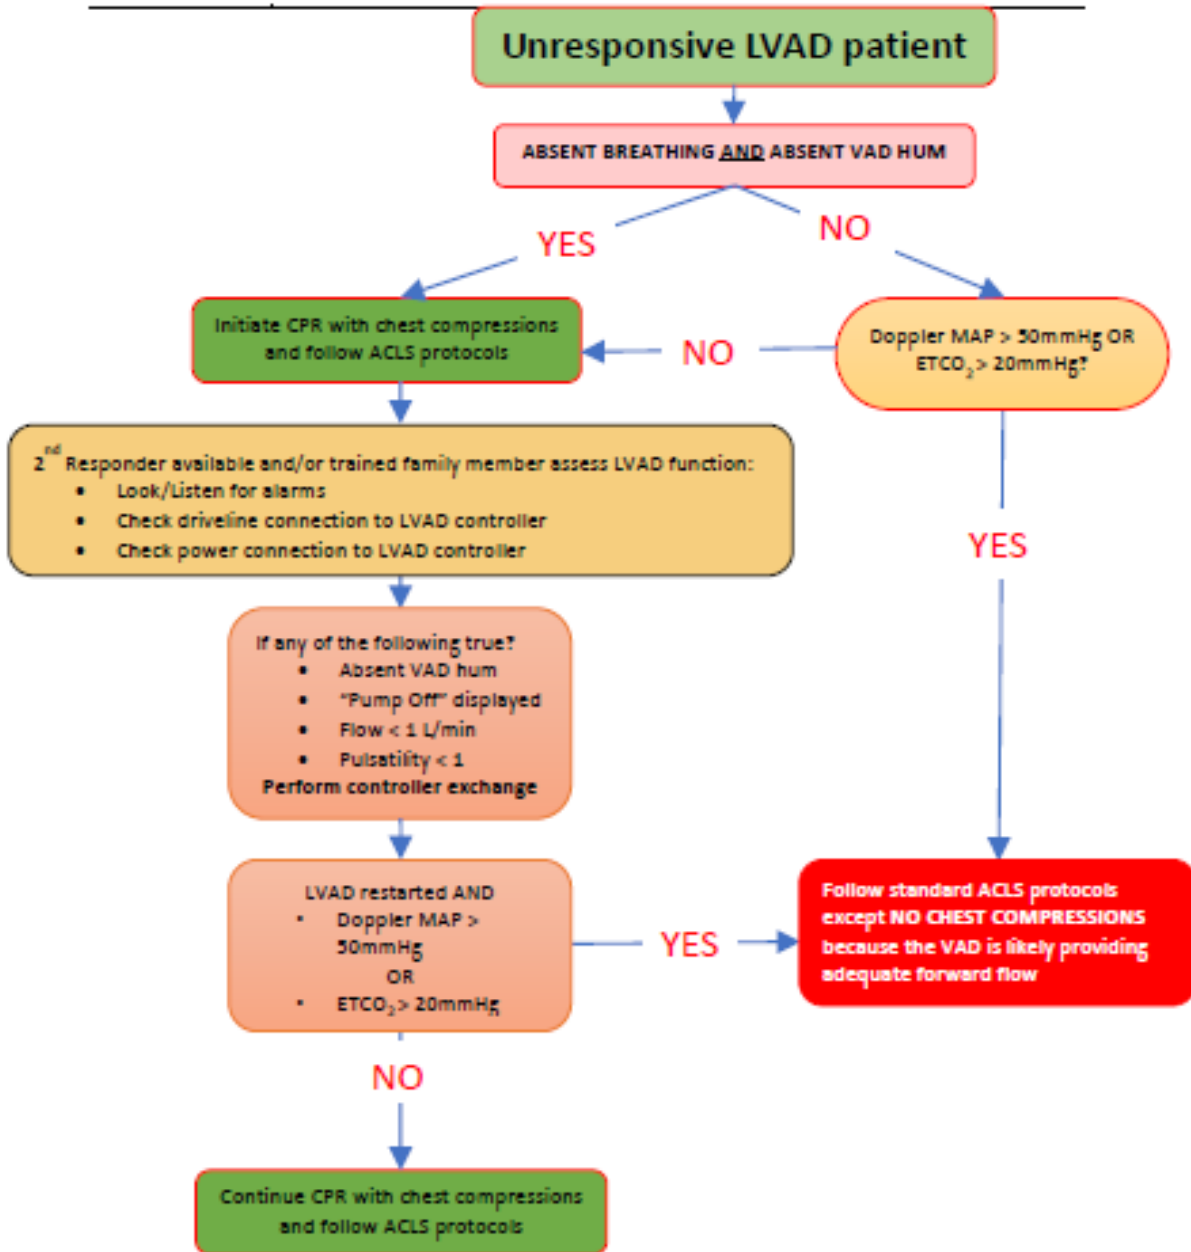 Unresponsive LVAD patient
ABSENT BREATHING AND ABSENT VAD HUM
YES
NO
Initiate CPR with chest compressions
and follow ACLS protocols
NO
Doppler MAP > 50mmHg OR
ETCO₂ > 20mmHg?
2nd Responder available and/or trained family member assess LVAD function:
• Look/Listen for alarms
• Check driveline connection to LVAD controller
• Check power connection to LVAD controller
YES
If any of the following true?
• Absent VAD hum
• "Pump Off" displayed
• Flow < 1 L/min
• Pulsatility < 1
Perform controller exchange
LVAD restarted AND
• Doppler MAP >
50mmHg
OR
• ETCO₂ > 20mmHg
YES
Follow standard ACLS protocols
except NO CHEST COMPRESSIONS
because the VAD is likely providing
adequate forward flow
NO
Continue CPR with chest compressions
and follow ACLS protocols